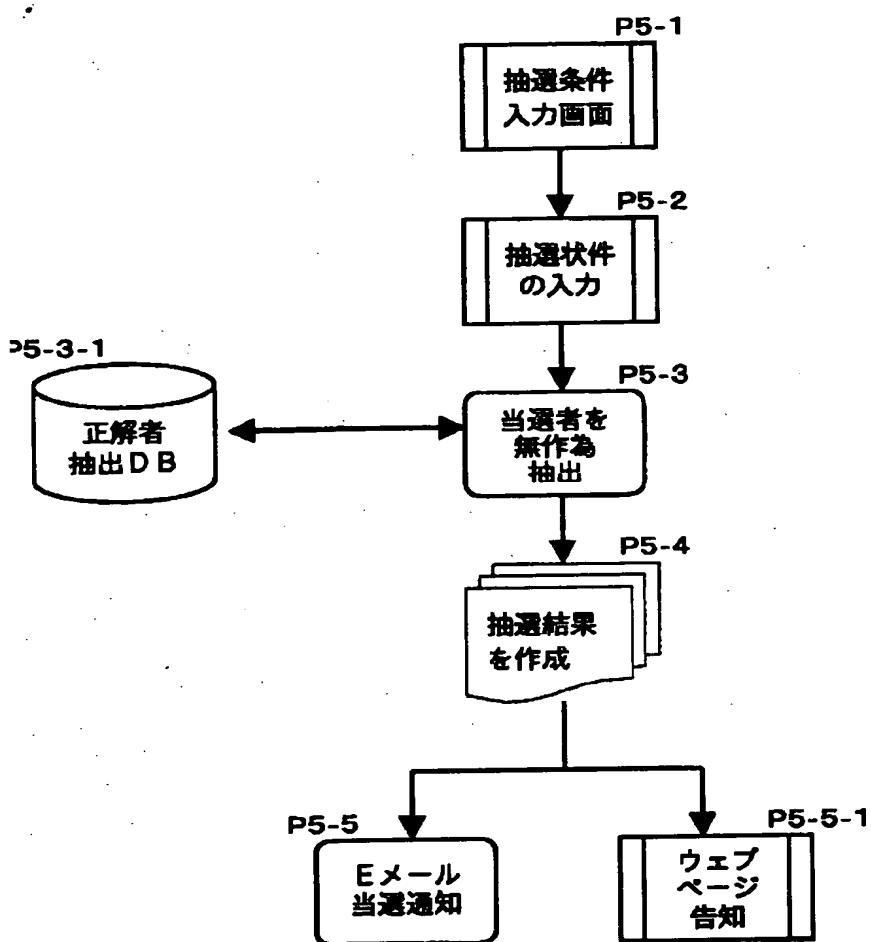 P5-1
抽選条件
入力画面
P5-2
抽選状件
の入力
P5-3-1
正解者
抽出DB
P5-3
当選者を
無作為
抽出
P5-4
抽選結果
を作成
P5-5
Eメール
当選通知
P5-5-1
ウェブ
ページ
告知